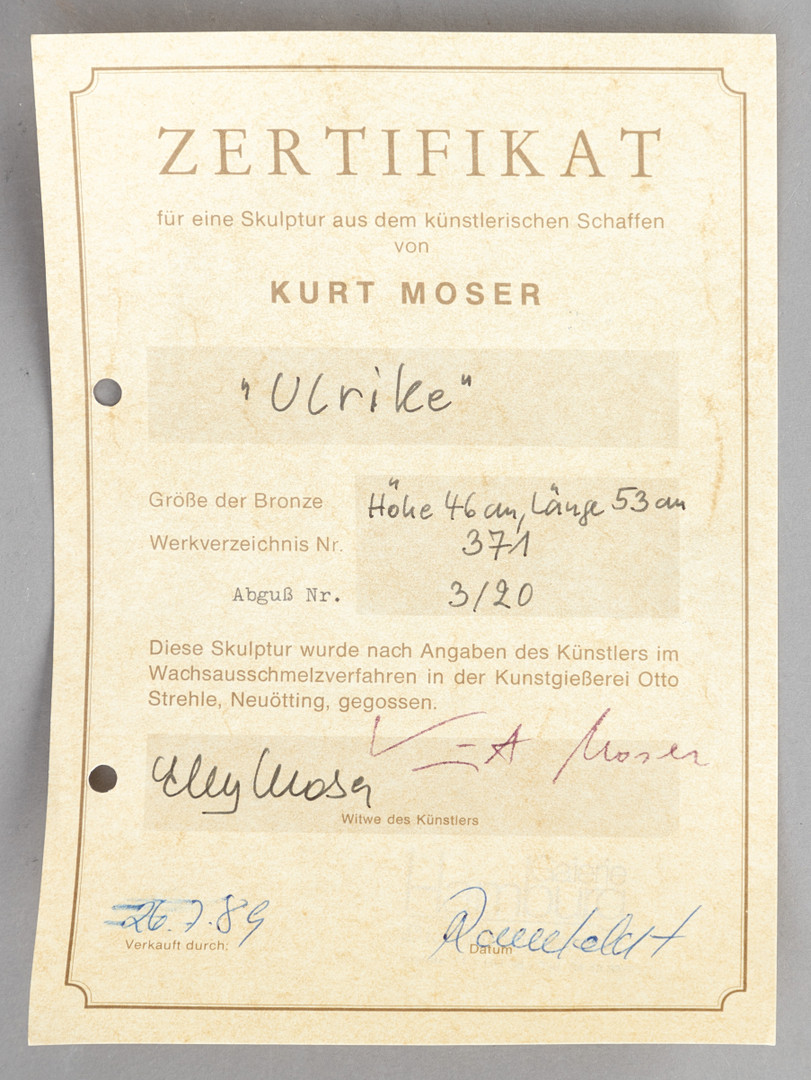 ZERTIFIKAT
für eine Skulptur aus dem künstlerischen Schaffen
von
KURT MOSER
"Ulrike"
Größe der Bronze Höhe 46 cm, Länge 53 cm
Werkverzeichnis Nr. 371
Abguß Nr. 3/20
Diese Skulptur wurde nach Angaben des Künstlers im
Wachsausschmelzverfahren in der Kunstgießerei Otto
Strehle, Neuötting, gegossen.
Kurt Moser
Elly Moser
Witwe des Künstlers
26.7.89
Verkauft durch:
Datum